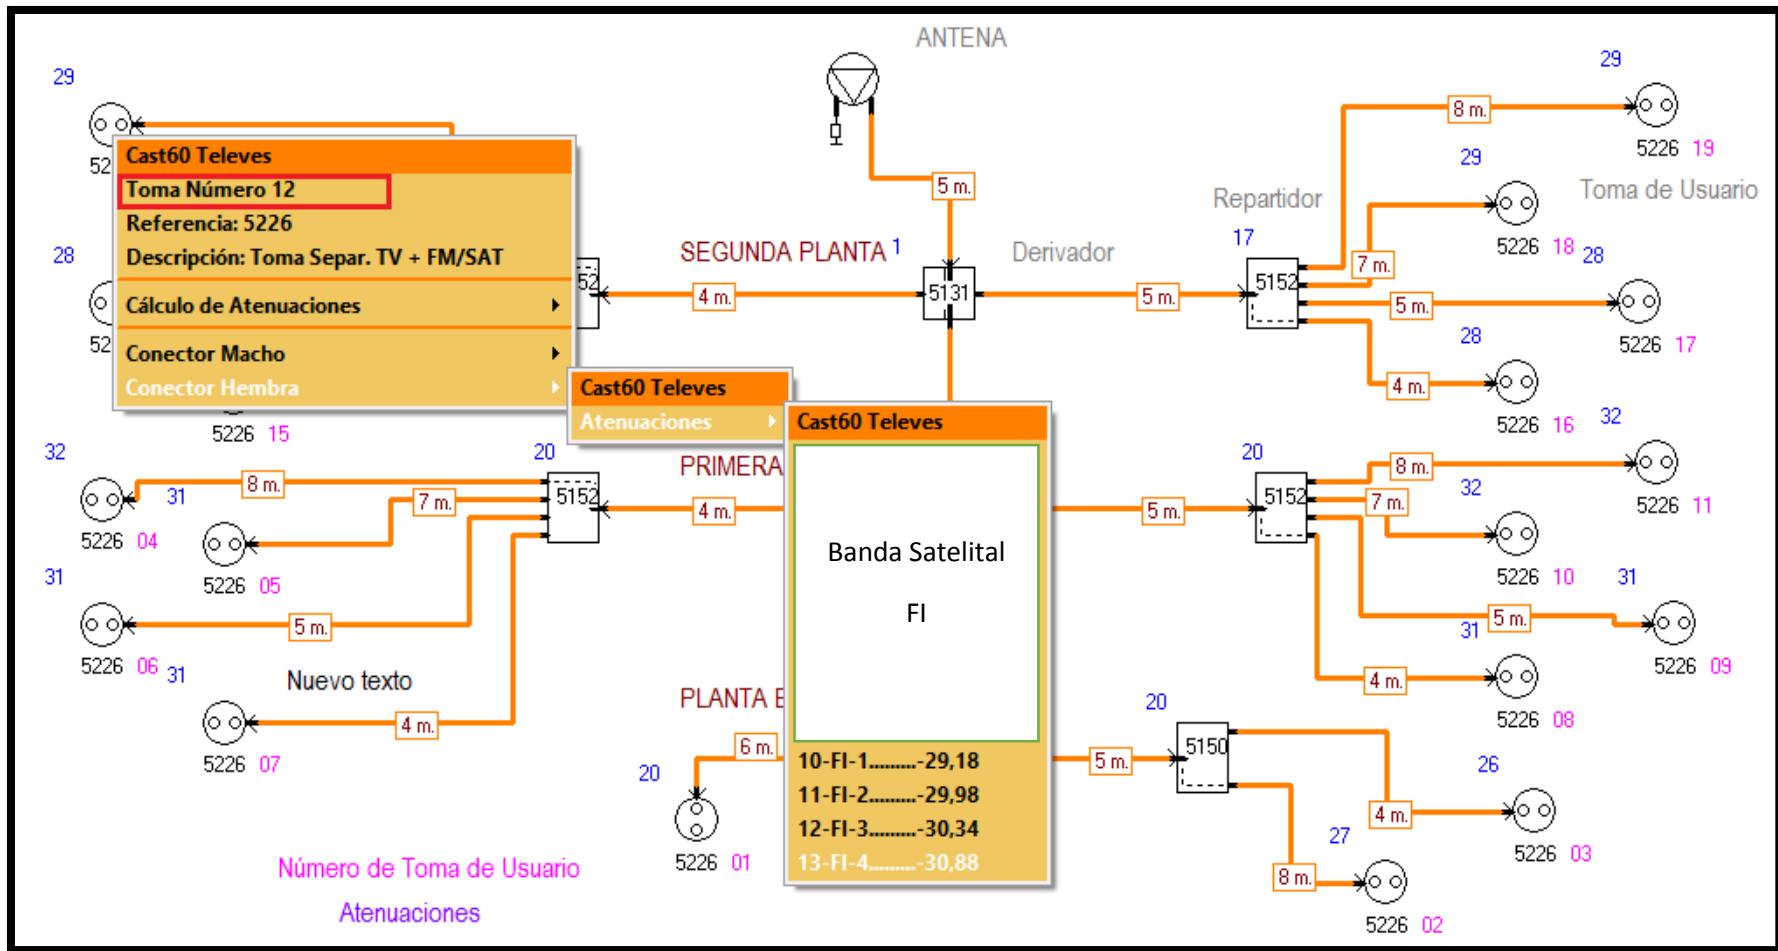 ANTENA
29
29
5226 19
29
Toma de Usuario
8 m.
52
Cast60 Televes
Toma Número 12
Referencia: 5226
Descripción: Toma Separ. TV + FM/SAT
Cálculo de Atenuaciones
Conector Macho
Conector Hembra
5 m.
Repartidor
5226 18
28
28
SEGUNDA PLANTA
1
Derivador
17
7 m.
52
4 m.
5131
5 m.
5152
5 m.
52
28
5226 17
4 m.
5226 16
Cast60 Televes
Atenuaciones
Cast60 Televes
Banda Satelital
FI
10-FI-1.........-29,18
11-FI-2.........-29,98
12-FI-3.........-30,34
13-FI-4.........-30,88
5226 15
32
20
PRIMERA
20
32
8 m.
31
7 m.
5152
4 m.
5 m.
5152
8 m.
7 m.
32
5226 11
5226 04
5226 05
31
5226 10
31
5 m.
5 m.
31
5226 06
31
5226 09
Nuevo texto
4 m.
4 m.
5226 08
5226 07
PLANTA
20
6 m.
5 m.
5150
20
26
5226 01
4 m.
27
5226 03
8 m.
5226 02
Número de Toma de Usuario
Atenuaciones